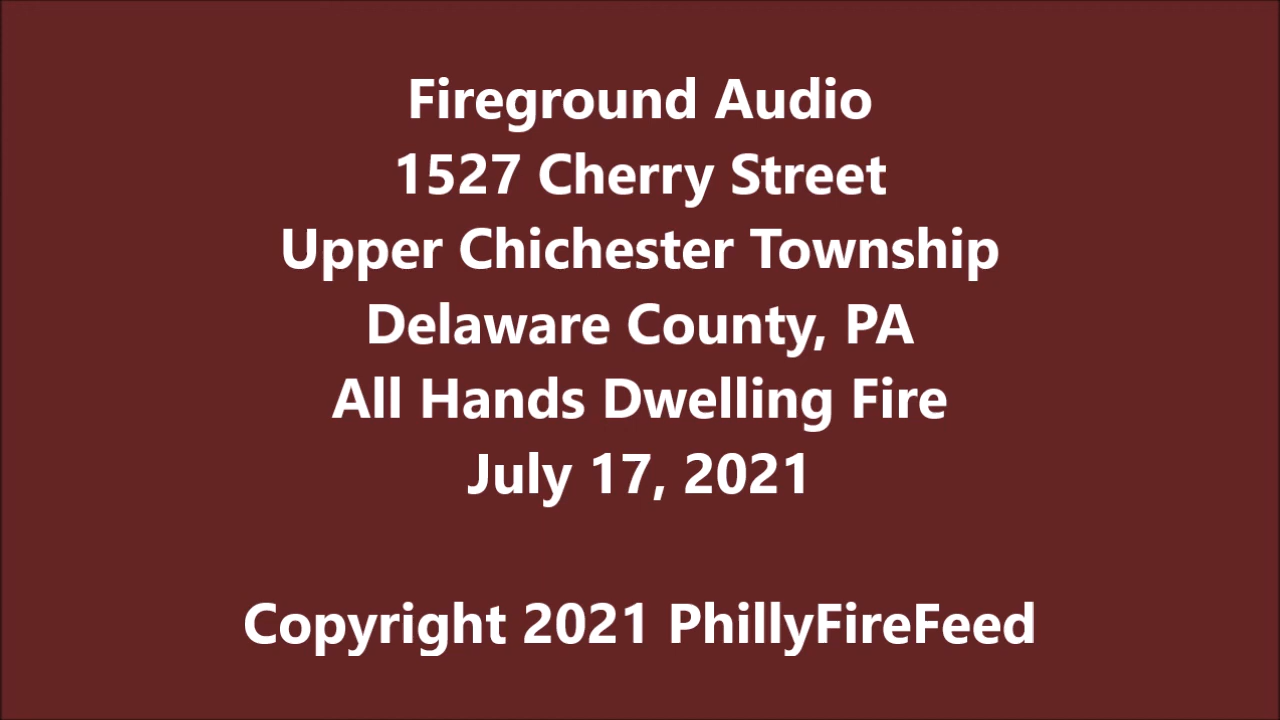 Fireground Audio
1527 Cherry Street
Upper Chichester Township
Delaware County, PA
All Hands Dwelling Fire
July 17, 2021
Copyright 2021 PhillyFireFeed